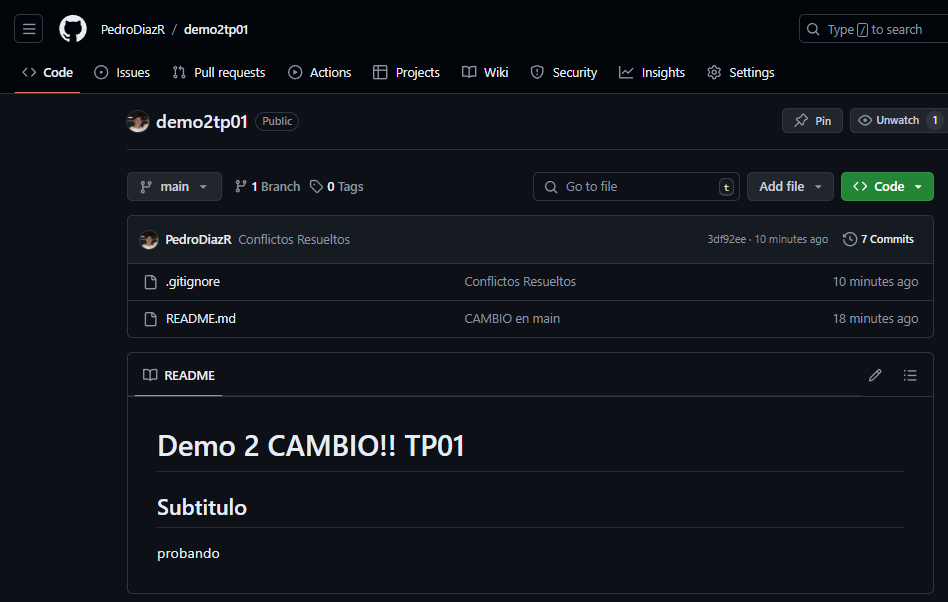 PedroDiazR / demo2tp01
Type / to search
Code Issues Pull requests Actions Projects Wiki Security Insights Settings
demo2tp01 Public
Pin Unwatch 1
main 1 Branch 0 Tags Go to file t Add file Code
PedroDiazR Conflictos Resueltos 3df92ee · 10 minutes ago 7 Commits
.gitignore Conflictos Resueltos 10 minutes ago
README.md CAMBIO en main 18 minutes ago
README
Demo 2 CAMBIO!! TP01
Subtitulo
probando